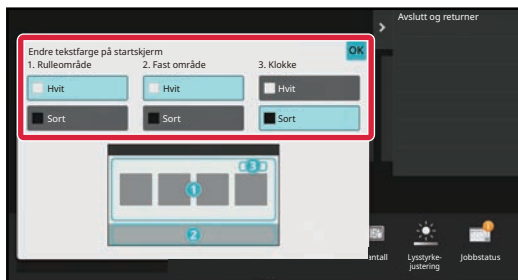 Avslutt og returner
Endre tekstfarge på startskjerm
OK
1. Rulleområde 2. Fast område 3. Klokke
Hvit Hvit Hvit
Sort Sort Sort
3
1
2
antall Lysstyrke- Jobbstatus
justering